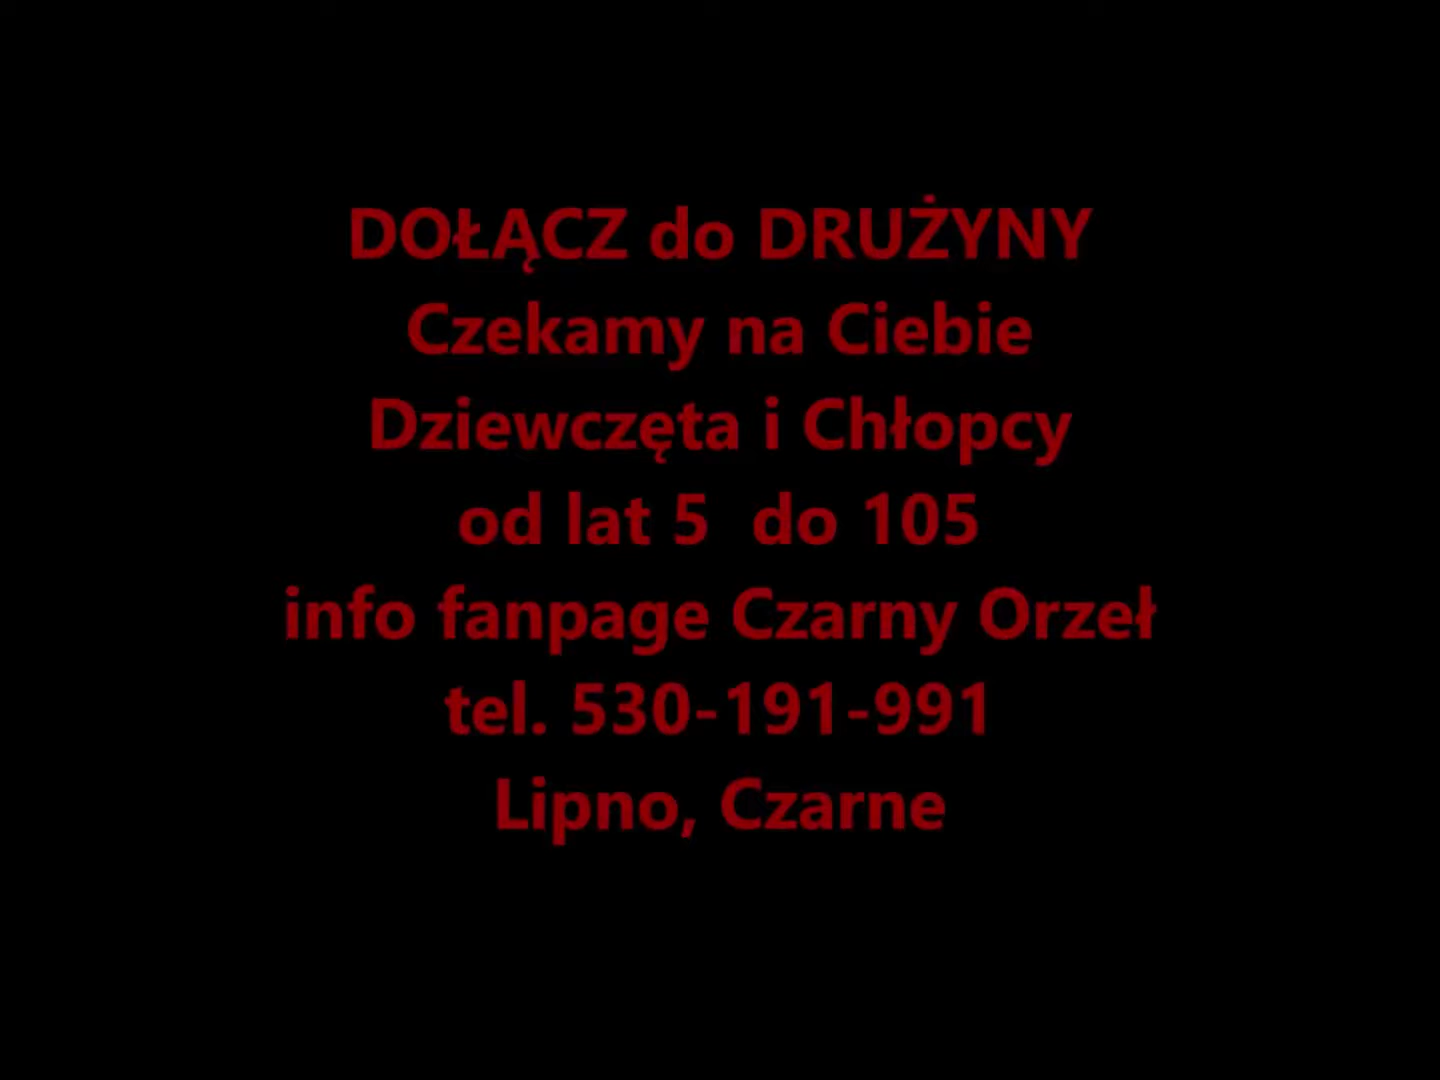 DOŁĄCZ do DRUŻYNY
Czekamy na Ciebie
Dziewczęta i Chłopcy
od lat 5  do 105
info fanpage Czarny Orzeł
tel. 530-191-991
Lipno, Czarne